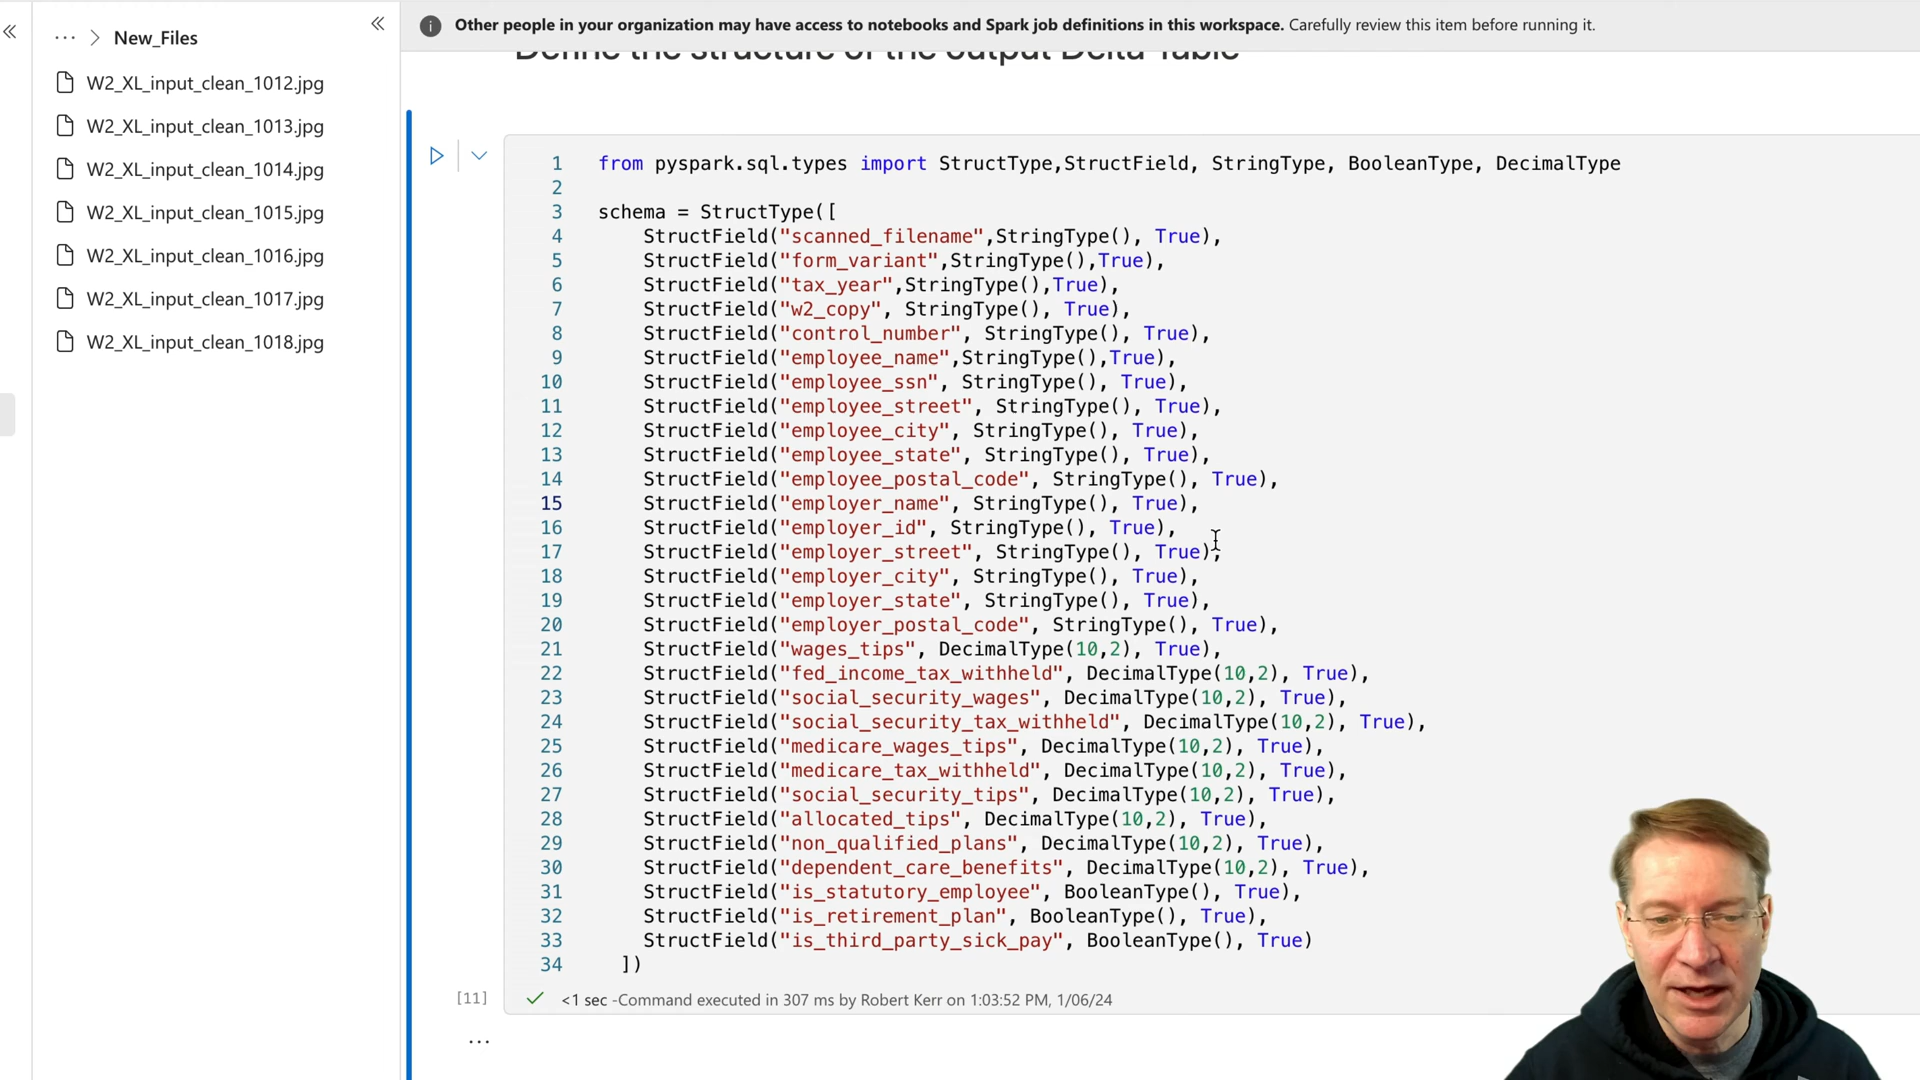 Other people in your organization may have access to notebooks and Spark job definitions in this workspace. Carefully review this item before running it.
... > New_Files
W2_XL_input_clean_1012.jpg
W2_XL_input_clean_1013.jpg
W2_XL_input_clean_1014.jpg
W2_XL_input_clean_1015.jpg
W2_XL_input_clean_1016.jpg
W2_XL_input_clean_1017.jpg
W2_XL_input_clean_1018.jpg
Define the structure of the output Delta Table
1 from pyspark.sql.types import StructType,StructField, StringType, BooleanType, DecimalType
2
3 schema = StructType([
4 StructField("scanned_filename",StringType(), True),
5 StructField("form_variant",StringType(),True),
6 StructField("tax_year",StringType(),True),
7 StructField("w2_copy", StringType(), True),
8 StructField("control_number", StringType(), True),
9 StructField("employee_name",StringType(),True),
10 StructField("employee_ssn", StringType(), True),
11 StructField("employee_street", StringType(), True),
12 StructField("employee_city", StringType(), True),
13 StructField("employee_state", StringType(), True),
14 StructField("employee_postal_code", StringType(), True),
15 StructField("employer_name", StringType(), True),
16 StructField("employer_id", StringType(), True),
17 StructField("employer_street", StringType(), True),
18 StructField("employer_city", StringType(), True),
19 StructField("employer_state", StringType(), True),
20 StructField("employer_postal_code", StringType(), True),
21 StructField("wages_tips", DecimalType(10,2), True),
22 StructField("fed_income_tax_withheld", DecimalType(10,2), True),
23 StructField("social_security_wages", DecimalType(10,2), True),
24 StructField("social_security_tax_withheld", DecimalType(10,2), True),
25 StructField("medicare_wages_tips", DecimalType(10,2), True),
26 StructField("medicare_tax_withheld", DecimalType(10,2), True),
27 StructField("social_security_tips", DecimalType(10,2), True),
28 StructField("allocated_tips", DecimalType(10,2), True),
29 StructField("non_qualified_plans", DecimalType(10,2), True),
30 StructField("dependent_care_benefits", DecimalType(10,2), True),
31 StructField("is_statutory_employee", BooleanType(), True),
32 StructField("is_retirement_plan", BooleanType(), True),
33 StructField("is_third_party_sick_pay", BooleanType(), True)
34 ])
[11] <1 sec -Command executed in 307 ms by Robert Kerr on 1:03:52 PM, 1/06/24
...